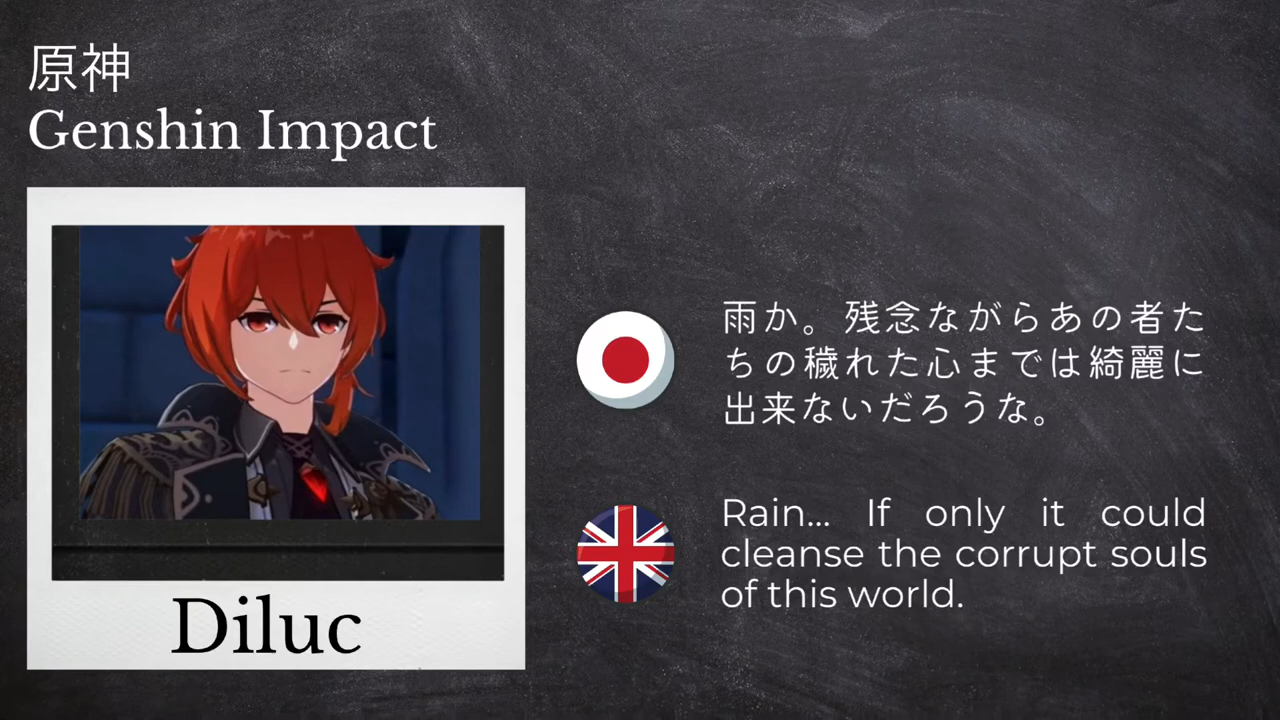 原神
Genshin Impact
雨か。残念ながらあの者た
ちの穢れた心までは綺麗に
出来ないだろうな。
Rain... If only it could
cleanse the corrupt souls
of this world.
Diluc